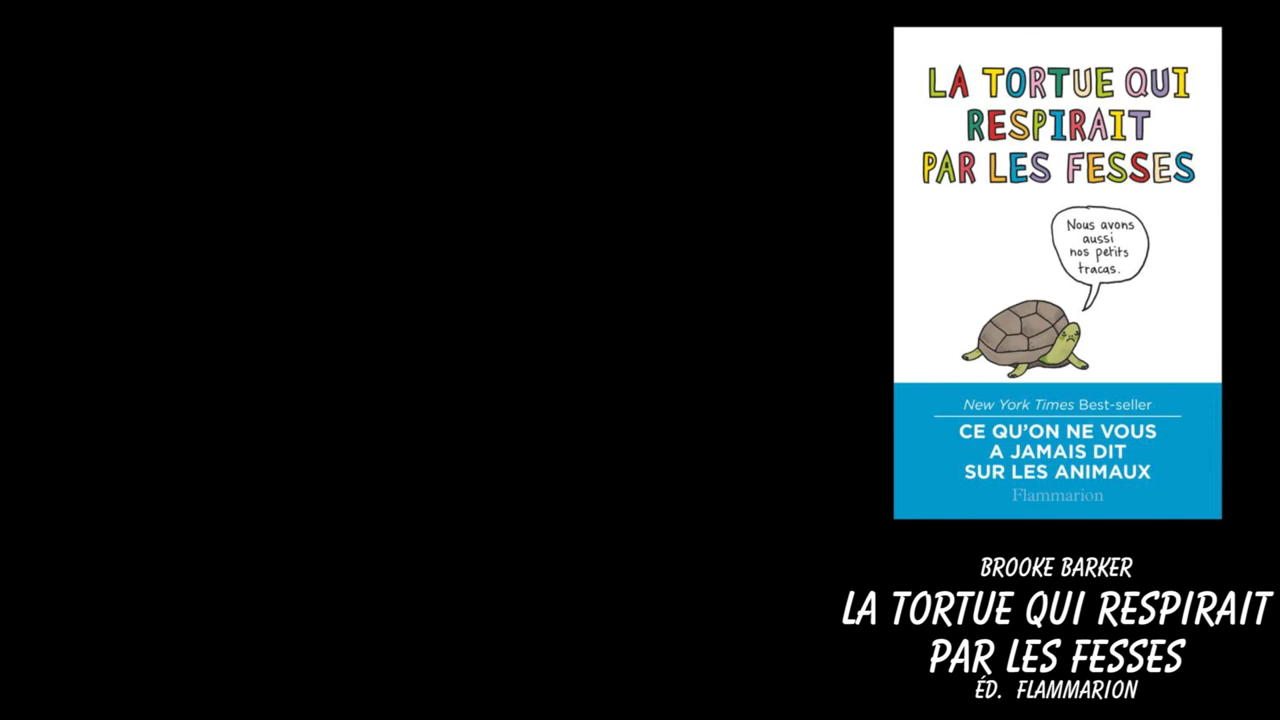 LA TORTUE QUI
RESPIRAIT
PAR LES FESSES
Nous avons
aussi
nos petits
tracas.
New York Times Best-seller
CE QU'ON NE VOUS
A JAMAIS DIT
SUR LES ANIMAUX
Flammarion
BROOKE BARKER
LA TORTUE QUI RESPIRAIT
PAR LES FESSES
ÉD. FLAMMARION